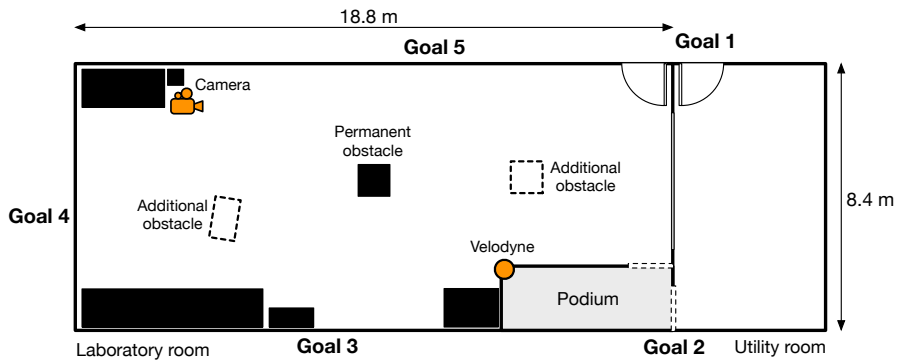 18.8 m
Goal 5
Goal 1
Camera
Permanent
obstacle
Additional
obstacle
Additional
obstacle
Goal 4
8.4 m
Velodyne
Podium
Laboratory room
Goal 3
Goal 2
Utility room